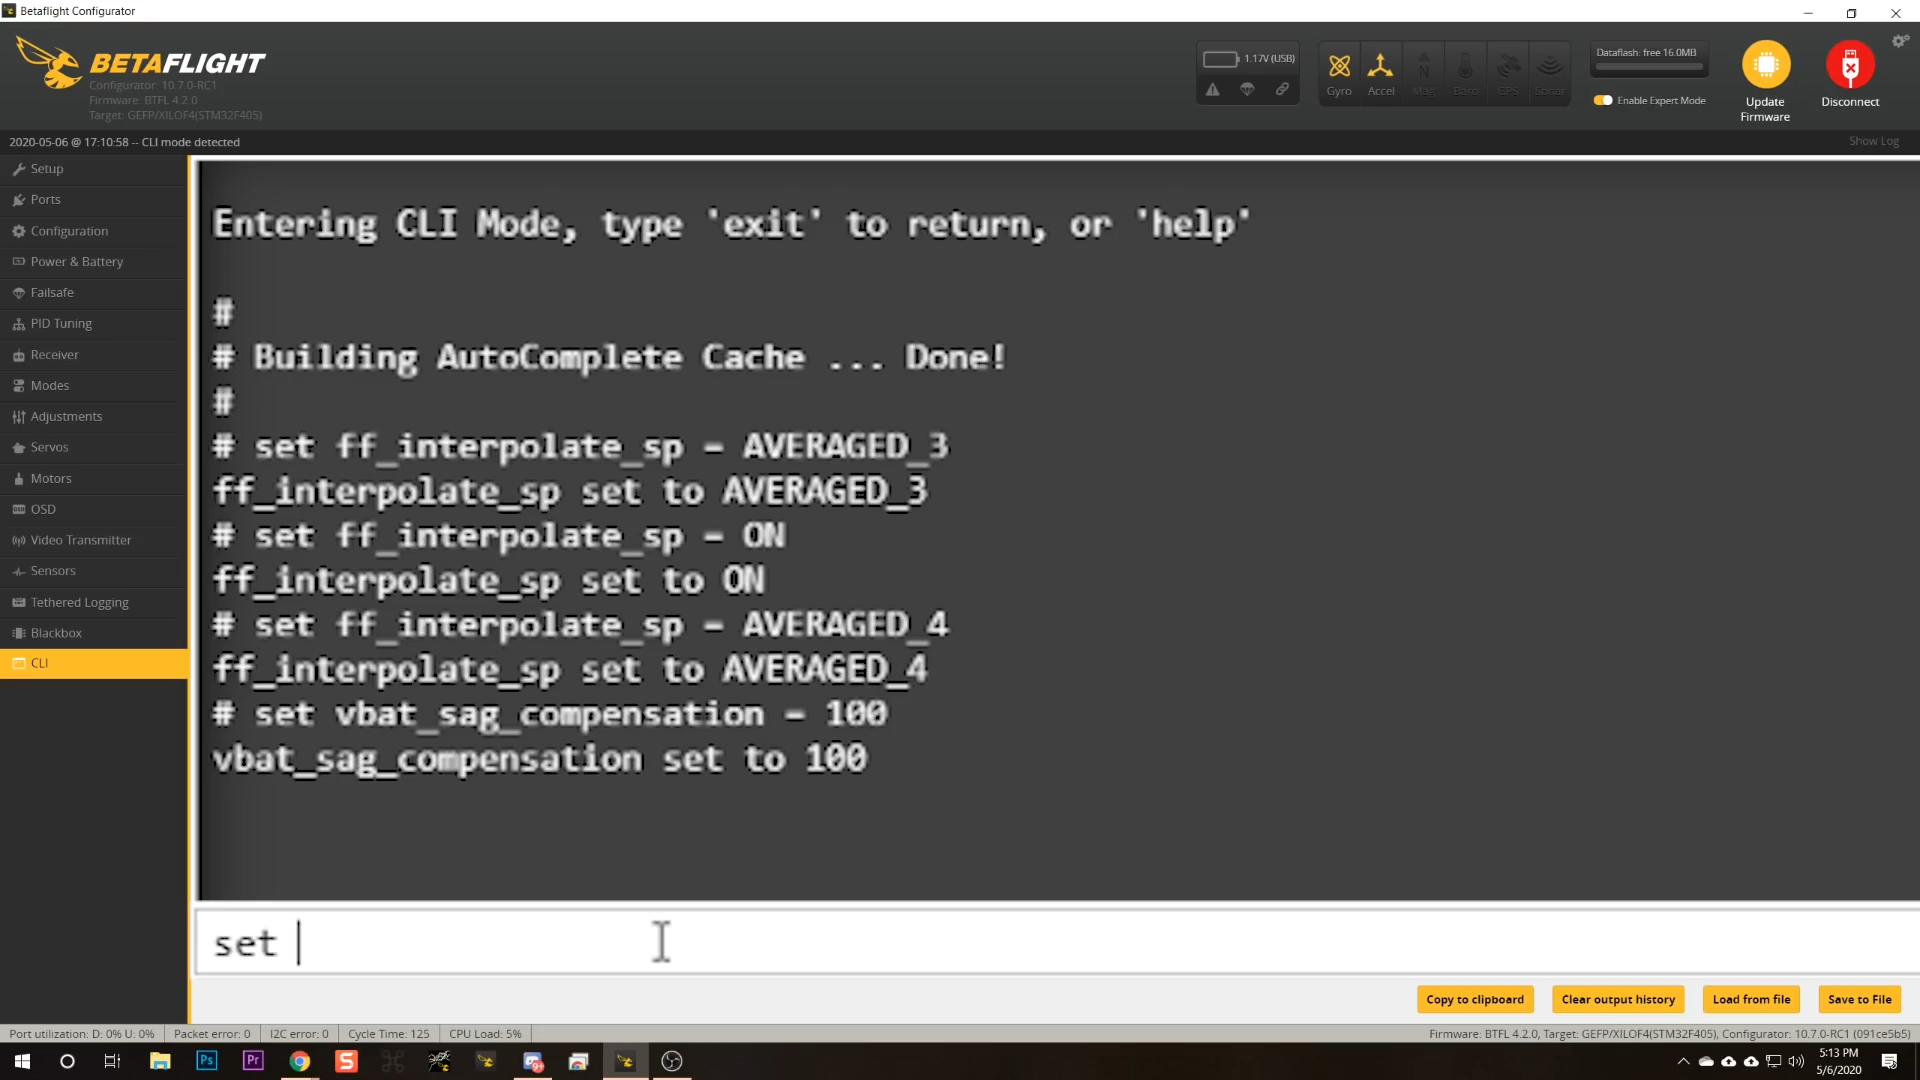 Betaflight Configurator
BETAFLIGHT
Configurator: 10.7.0-RC1
Firmware: BTFL 4.2.0
Target: GEFP/XILOF4(STM32F405)
1.17V (USB)
Gyro
Accel
Mag
Baro
GPS
Sonar
Dataflash: free 16.0MB
Enable Expert Mode
Update
Firmware
Disconnect
2020-05-06 @ 17:10:58 -- CLI mode detected
Show Log
Setup
Ports
Configuration
Power & Battery
Failsafe
PID Tuning
Receiver
Modes
Adjustments
Servos
Motors
OSD
Video Transmitter
Sensors
Tethered Logging
Blackbox
CLI
Entering CLI Mode, type 'exit' to return, or 'help'
#
# Building AutoComplete Cache ... Done!
#
# set ff_interpolate_sp = AVERAGED_3
ff_interpolate_sp set to AVERAGED_3
# set ff_interpolate_sp = ON
ff_interpolate_sp set to ON
# set ff_interpolate_sp = AVERAGED_4
ff_interpolate_sp set to AVERAGED_4
# set vbat_sag_compensation = 100
vbat_sag_compensation set to 100
set
Copy to clipboard
Clear output history
Load from file
Save to File
Port utilization: D: 0% U: 0%
Packet error: 0
I2C error: 0
Cycle Time: 125
CPU Load: 5%
Firmware: BTFL 4.2.0, Target: GEFP/XILOF4(STM32F405), Configurator: 10.7.0-RC1 (091ce5b5)
Ps
Pr
S
9+
5:13 PM
5/6/2020